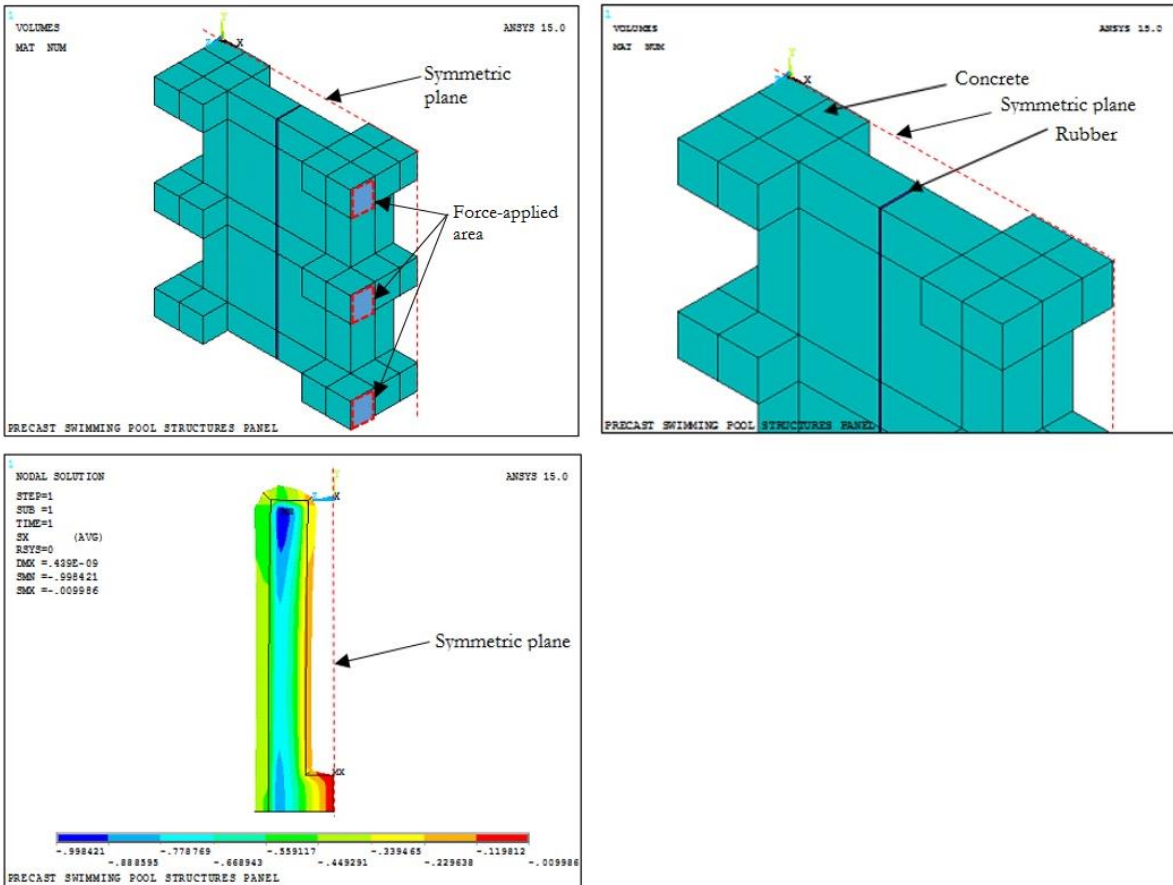 1
VOLUMES
MAT NUM
ANSYS 15.0
Y
Z X
Symmetric
plane
Force-applied
area
PRECAST SWIMMING POOL STRUCTURES PANEL
1
VOLUMES
MAT NUM
ANSYS 15.0
Y
Z X
Concrete
Symmetric plane
Rubber
PRECAST SWIMMING POOL STRUCTURES PANEL
1
NODAL SOLUTION
ANSYS 15.0
STEP=1
SUB =1
TIME=1
SX (AVG)
RSYS=0
DMX =.439E-09
SMN =-.998421
SMX =-.009986
Y
Z X
Symmetric plane
MX
-.998421 -.778769 -.559117 -.339465 -.119812
-.888595 -.668943 -.449291 -.229638 -.009986
PRECAST SWIMMING POOL STRUCTURES PANEL